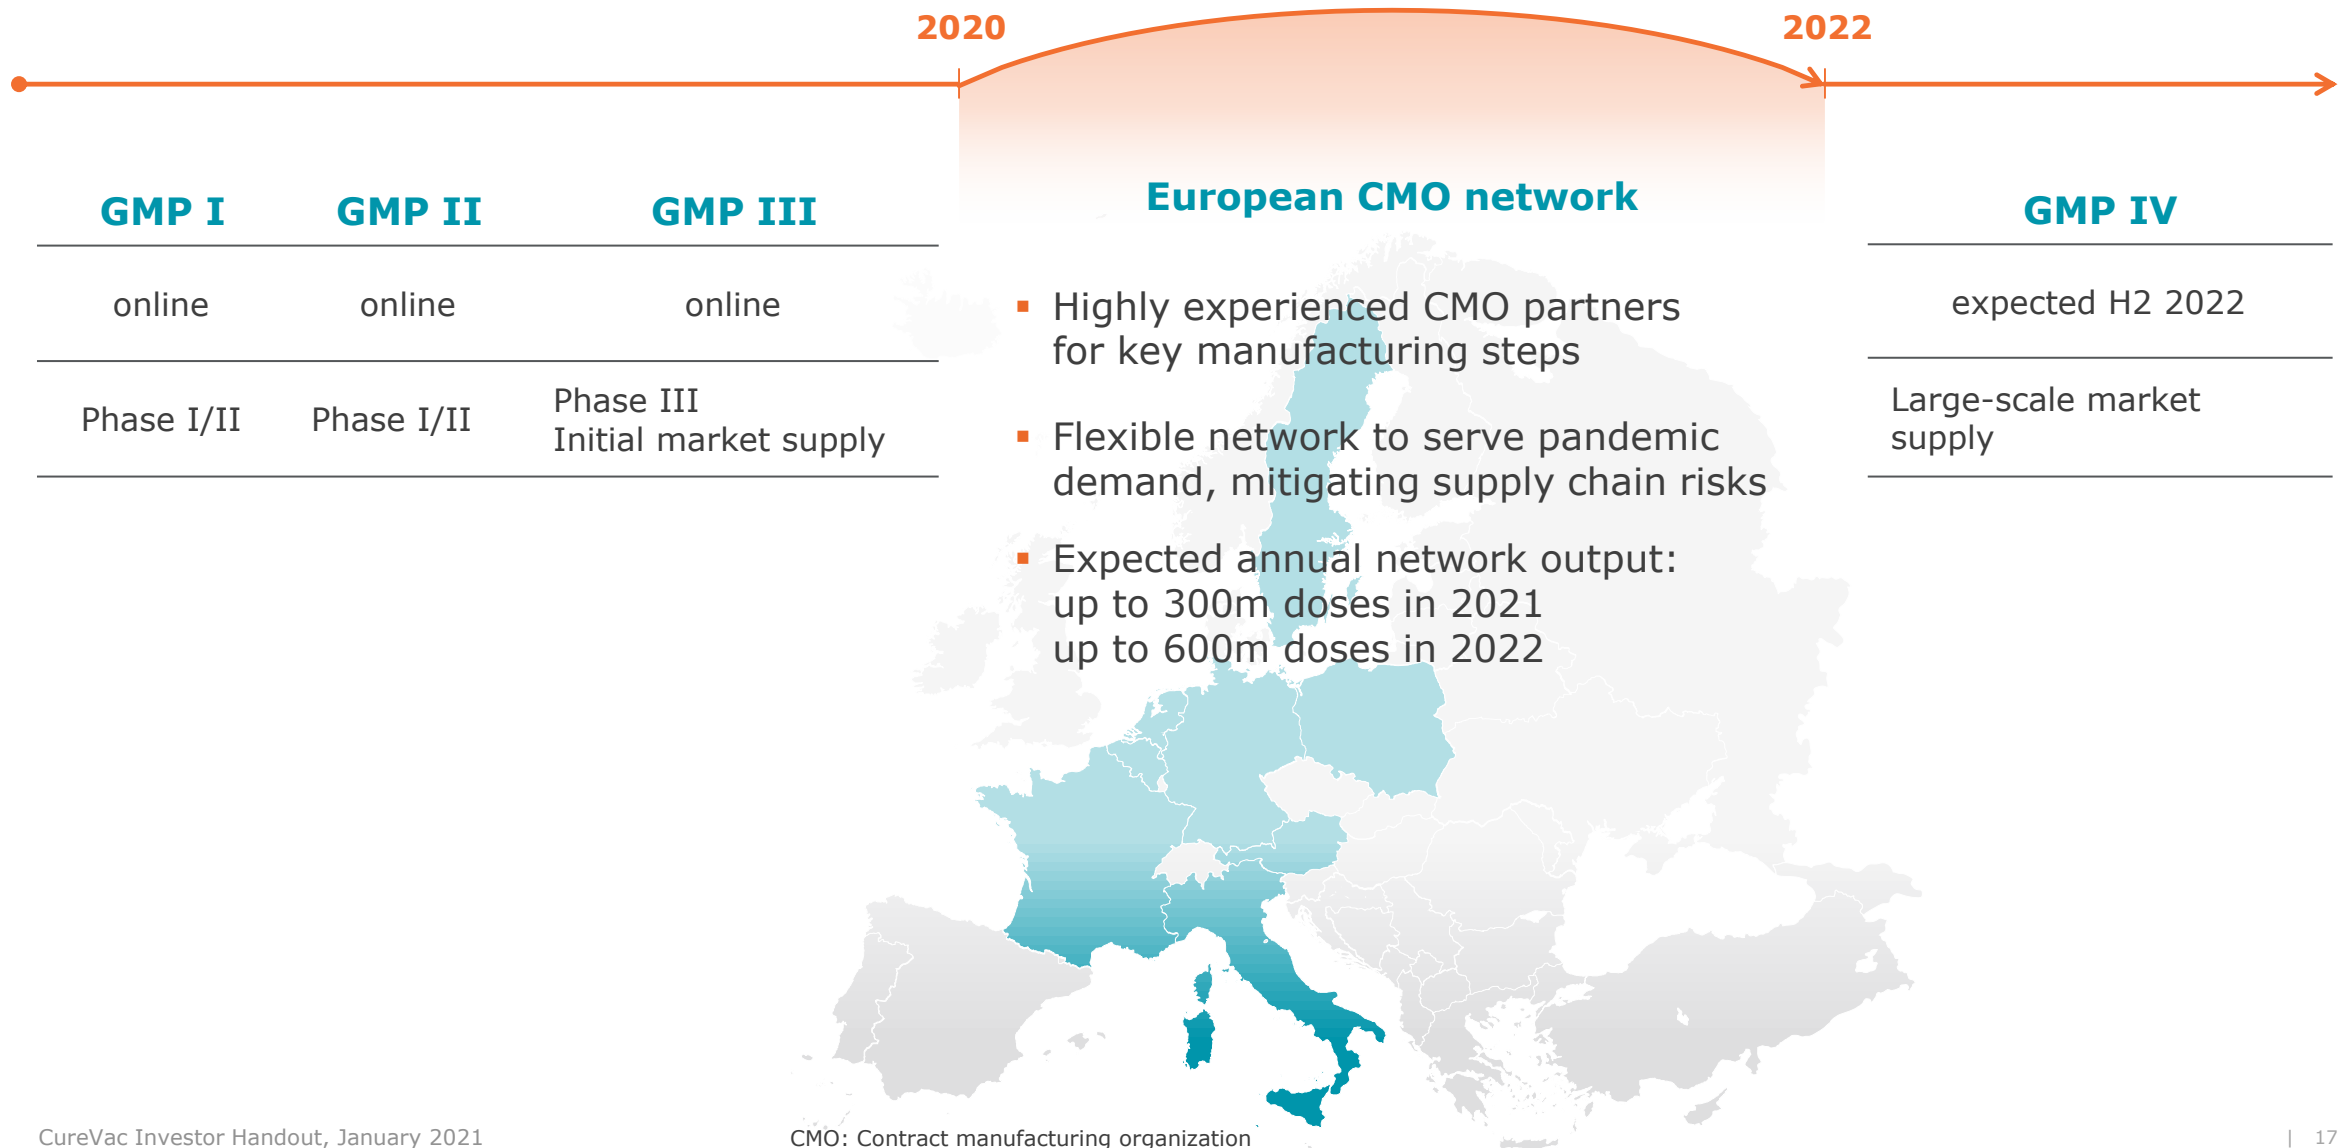 2020
2022
GMP I
GMP II
GMP III
online
online
online
Phase I/II
Phase I/II
Phase III
Initial market supply
European CMO network
▪ Highly experienced CMO partners
for key manufacturing steps
▪ Flexible network to serve pandemic
demand, mitigating supply chain risks
▪ Expected annual network output:
up to 300m doses in 2021
up to 600m doses in 2022
GMP IV
expected H2 2022
Large-scale market
supply
CureVac Investor Handout, January 2021
CMO: Contract manufacturing organization
| 17